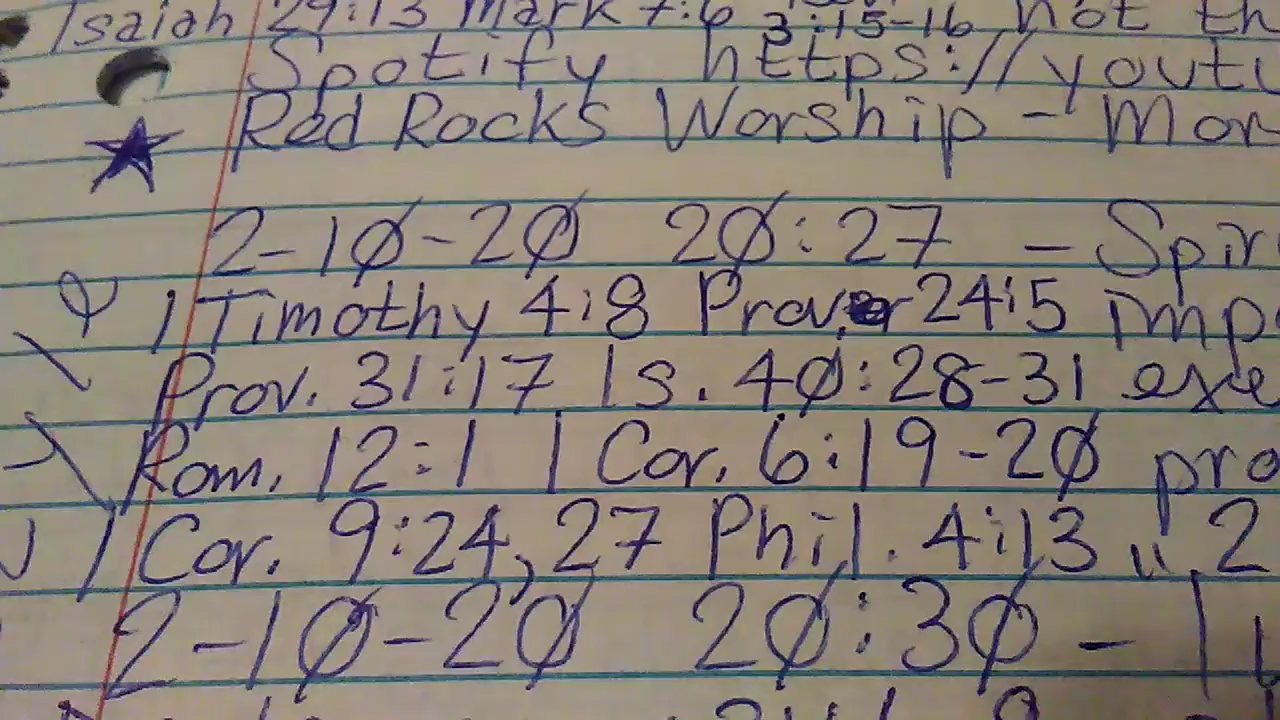 Isaiah 29:13 Mark 7:6 3:15-16 not th
Spotify https://youtu
Red Rocks Worship - Mor
2-10-20 20:27 - Spir
1 Timothy 4:8 Prover 24:5 impo
Prov. 31:17 Is. 40:28-31 exe
Rom. 12:1 1 Cor. 6:19-20 pro
1 Cor. 9:24,27 Phil. 4:13 2
2-10-20 20:30 -